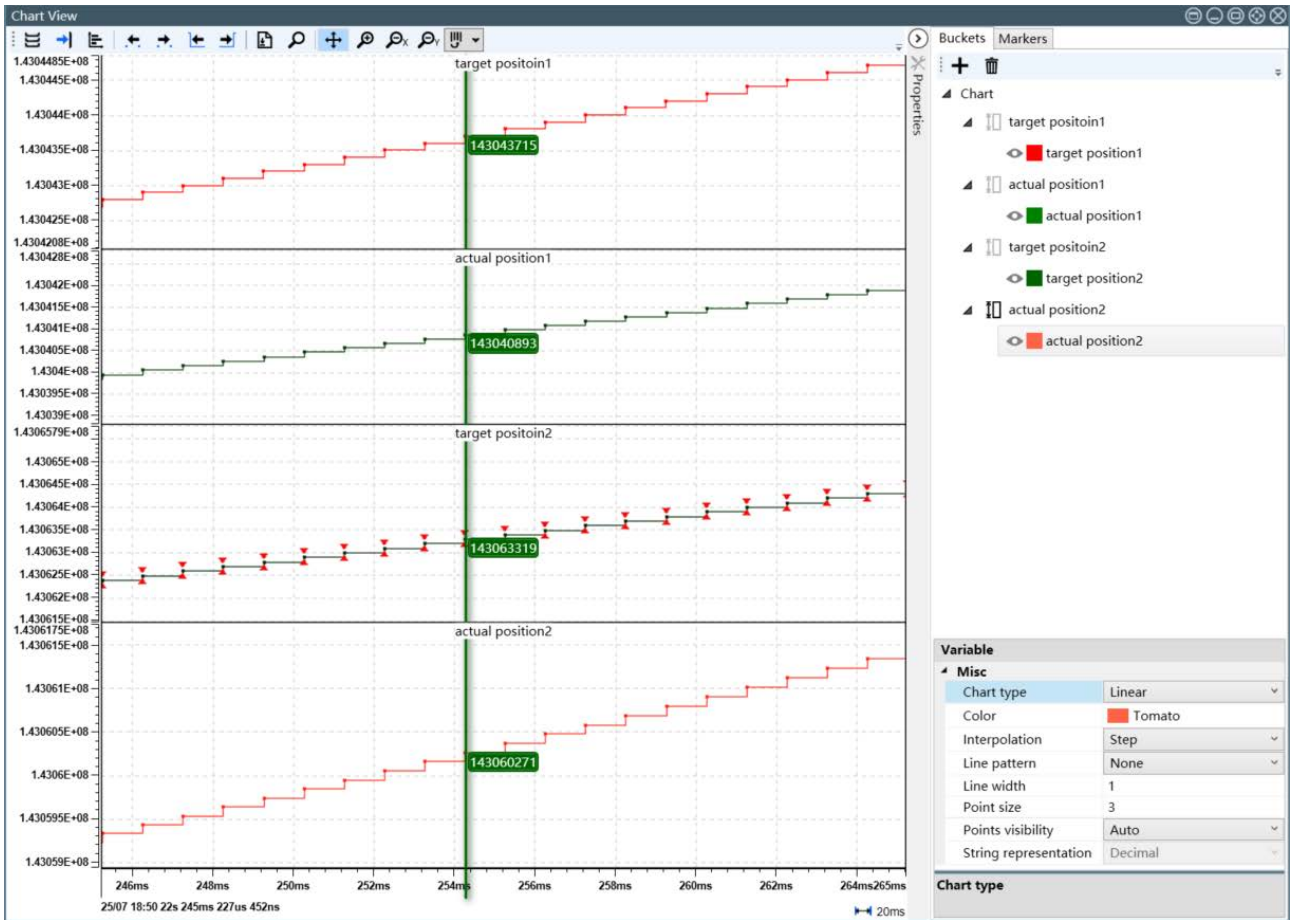 Chart View
Buckets Markers
Properties
target positoin1
1.4304485E+08
1.430445E+08
1.43044E+08
1.430435E+08
1.43043E+08
1.430425E+08
1.4304208E+08
143043715
actual position1
1.430428E+08
1.43042E+08
1.430415E+08
1.43041E+08
1.430405E+08
1.4304E+08
1.430395E+08
1.43039E+08
143040893
target positoin2
1.4306579E+08
1.43065E+08
1.430645E+08
1.43064E+08
1.430635E+08
1.43063E+08
1.430625E+08
1.43062E+08
1.430615E+08
143063319
actual position2
1.4306175E+08
1.430615E+08
1.43061E+08
1.430605E+08
1.4306E+08
1.430595E+08
1.43059E+08
143060271
246ms 248ms 250ms 252ms 254ms 256ms 258ms 260ms 262ms 264ms 265ms
25/07 18:50 22s 245ms 227us 452ns
20ms
Chart
target positoin1
target position1
actual position1
actual position1
target positoin2
target position2
actual position2
actual position2
Variable
Misc
Chart type Linear
Color Tomato
Interpolation Step
Line pattern None
Line width 1
Point size 3
Points visibility Auto
String representation Decimal
Chart type